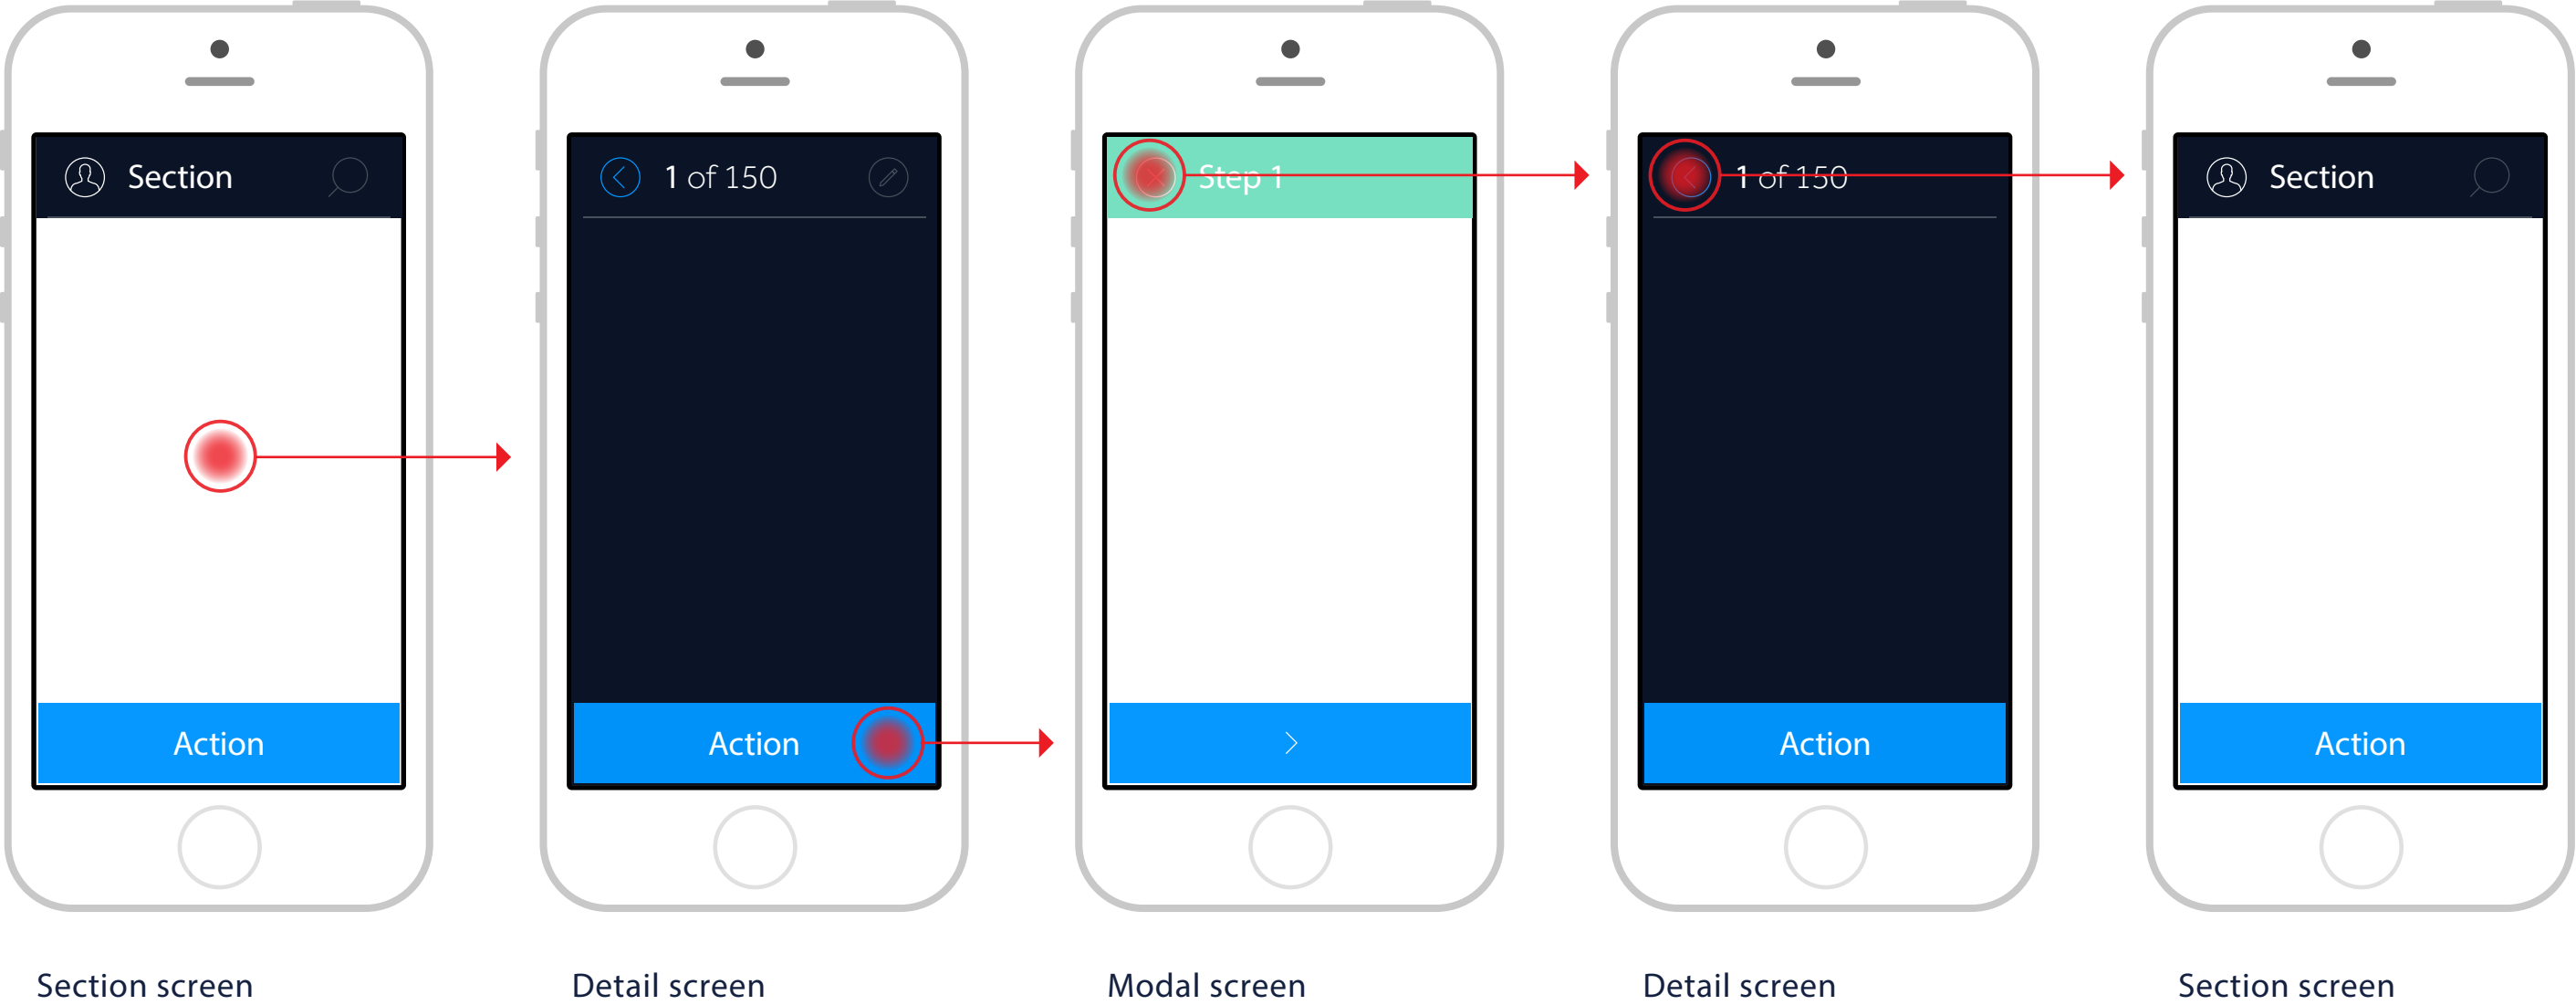 Section
Action
Section screen
1 of 150
Action
Detail screen
Step 1
Modal screen
1 of 150
Action
Detail screen
Section
Action
Section screen